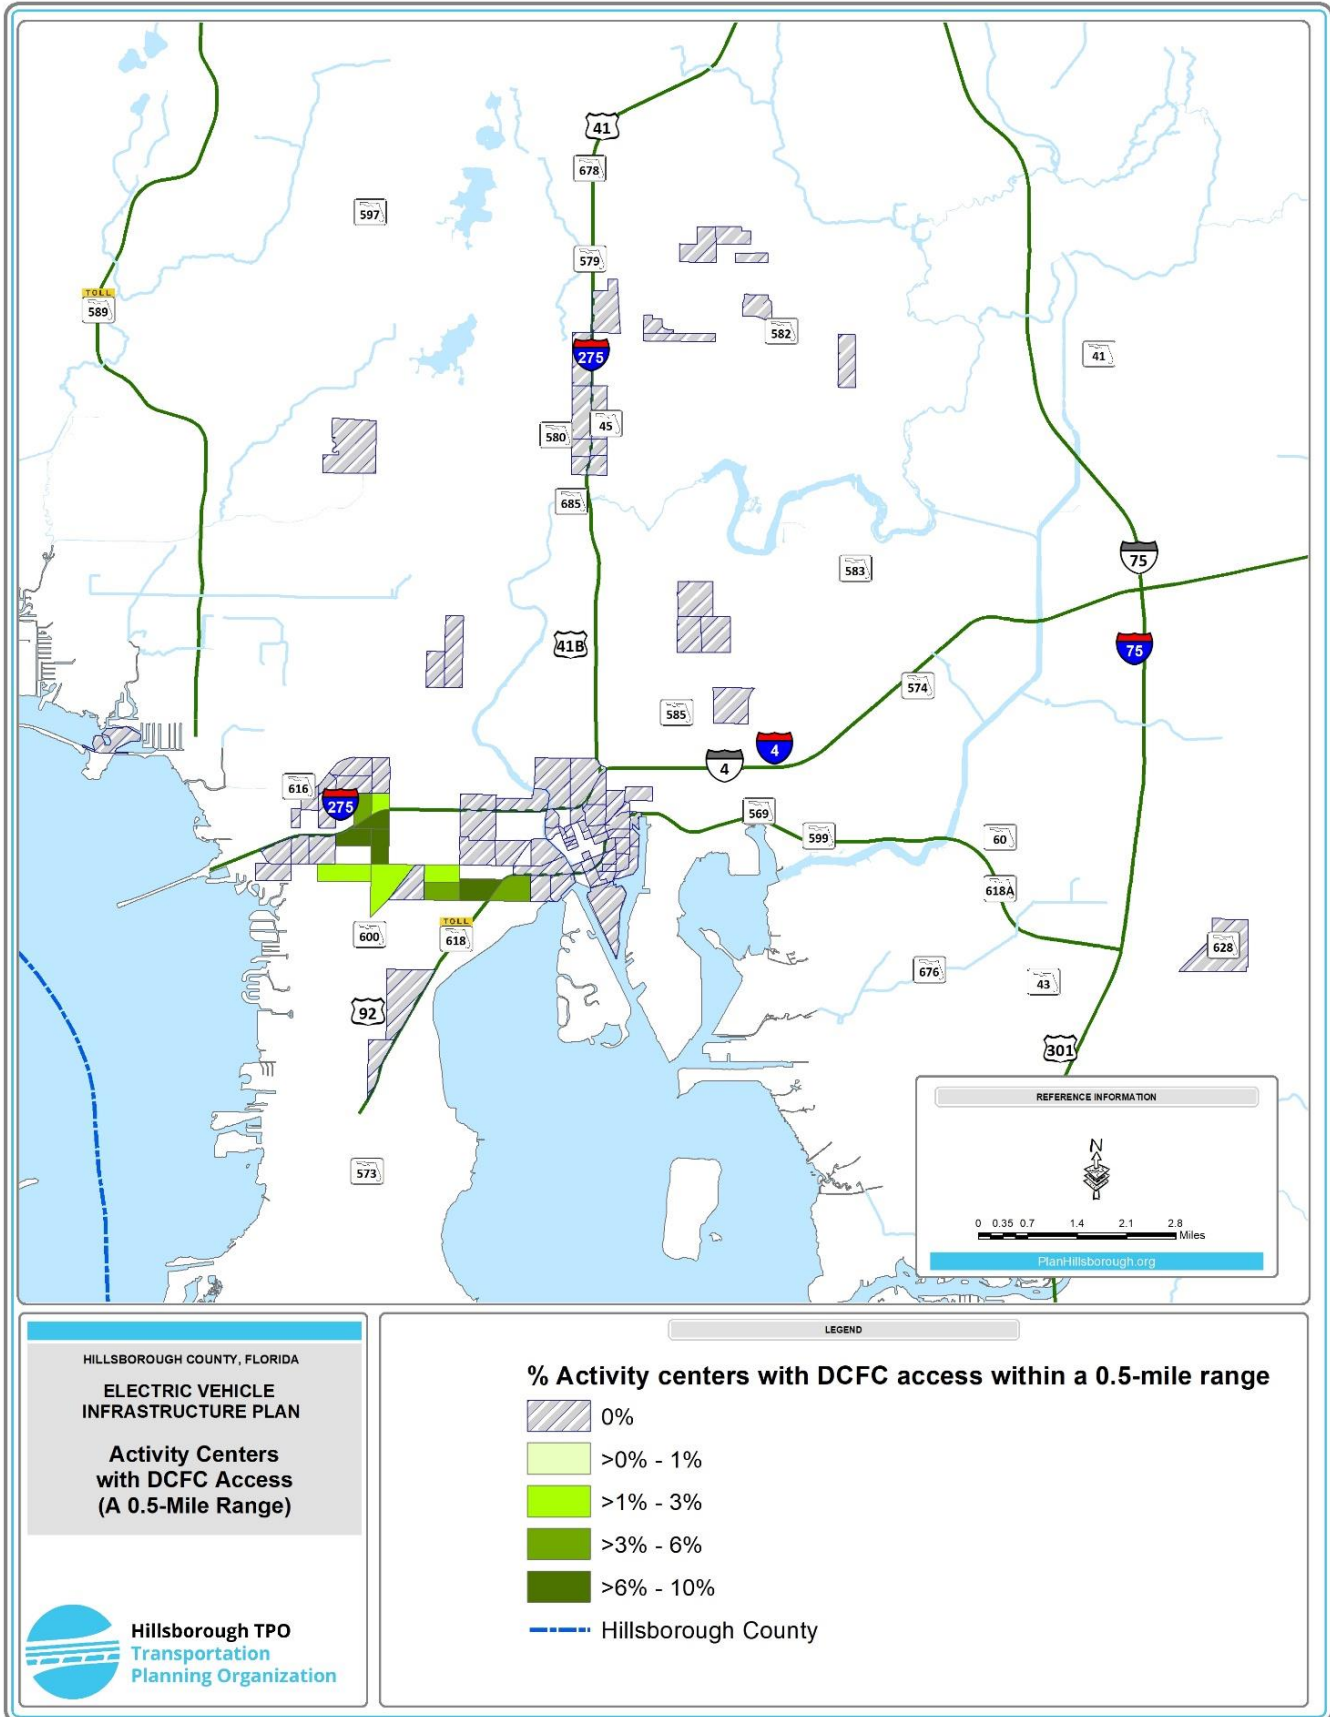 41
678
597
579
TOLL
589
582
275
41
45
580
685
75
583
41B
75
574
585
4
4
616
275
569
599
60
618A
600
TOLL
618
628
676
43
92
301
573
REFERENCE INFORMATION
N
0 0.35 0.7 1.4 2.1 2.8
Miles
PlanHillsborough.org
HILLSBOROUGH COUNTY, FLORIDA
ELECTRIC VEHICLE
INFRASTRUCTURE PLAN
Activity Centers
with DCFC Access
(A 0.5-Mile Range)
Hillsborough TPO
Transportation
Planning Organization
LEGEND
% Activity centers with DCFC access within a 0.5-mile range
0%
>0% - 1%
>1% - 3%
>3% - 6%
>6% - 10%
Hillsborough County